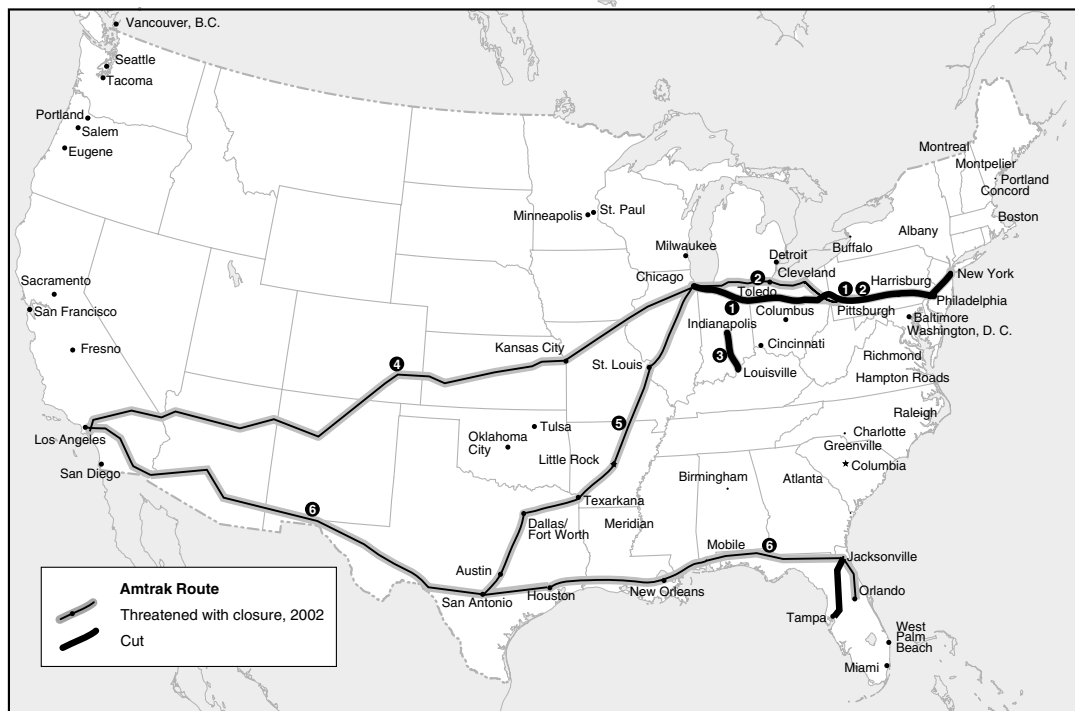 Vancouver, B.C.
Seattle
Tacoma
Portland
Salem
Eugene
Montreal
Montpelier
Portland
Concord
Minneapolis
St. Paul
Boston
Albany
Buffalo
Milwaukee
Detroit
Chicago
2
Cleveland
Harrisburg
New York
Sacramento
1 2
Toledo
Philadelphia
San Francisco
1
Columbus
Pittsburgh
Baltimore
Washington, D. C.
Indianapolis
Fresno
Kansas City
3
Cincinnati
Richmond
4
St. Louis
Louisville
Hampton Roads
5
Raleigh
Los Angeles
Tulsa
Charlotte
Oklahoma
City
Greenville
San Diego
Little Rock
Columbia
Birmingham
Atlanta
Texarkana
6
Dallas/
Fort Worth
Meridian
Mobile
6
Jacksonville
Austin
Orlando
San Antonio
Houston
New Orleans
Tampa
West
Palm
Beach
Miami
Amtrak Route
Threatened with closure, 2002
Cut